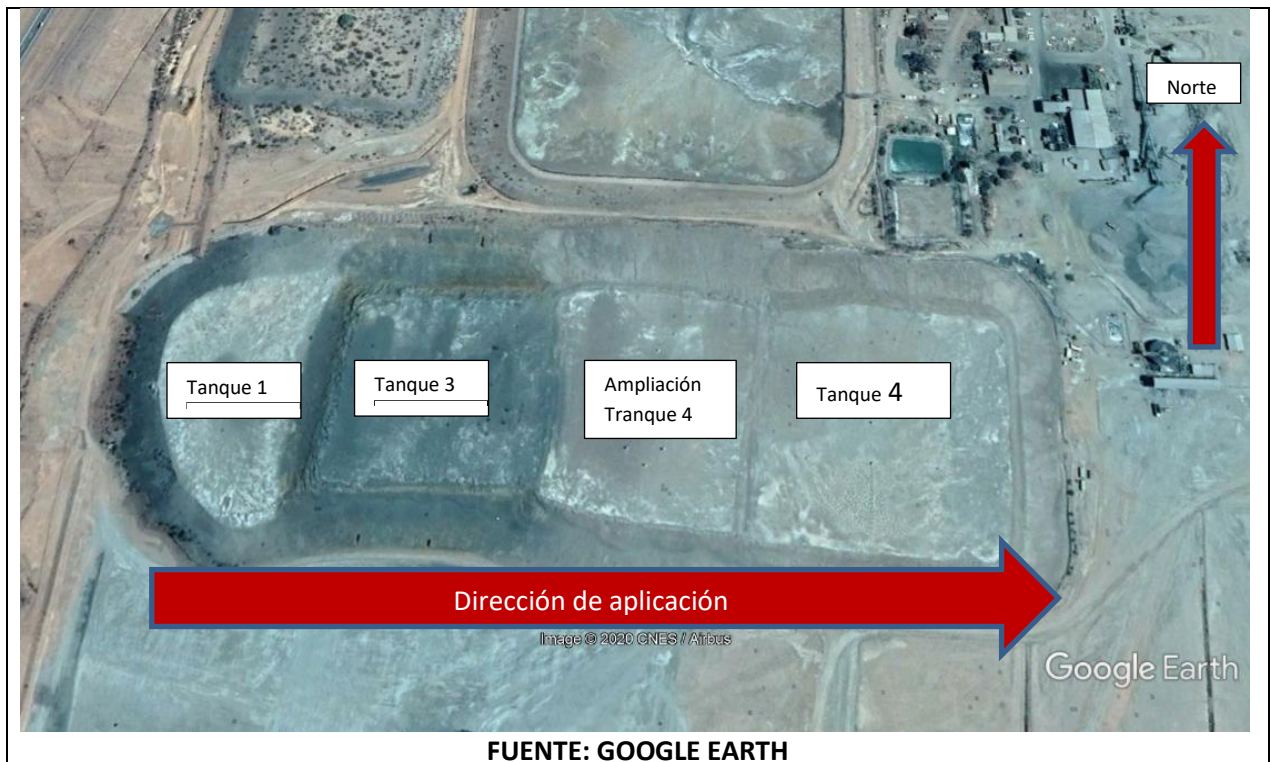 Norte
Tanque 1
Tanque 3
Ampliación
Tranque 4
Tanque 4
Dirección de aplicación
Image © 2020 CNES / Airbus
Google Earth
FUENTE: GOOGLE EARTH